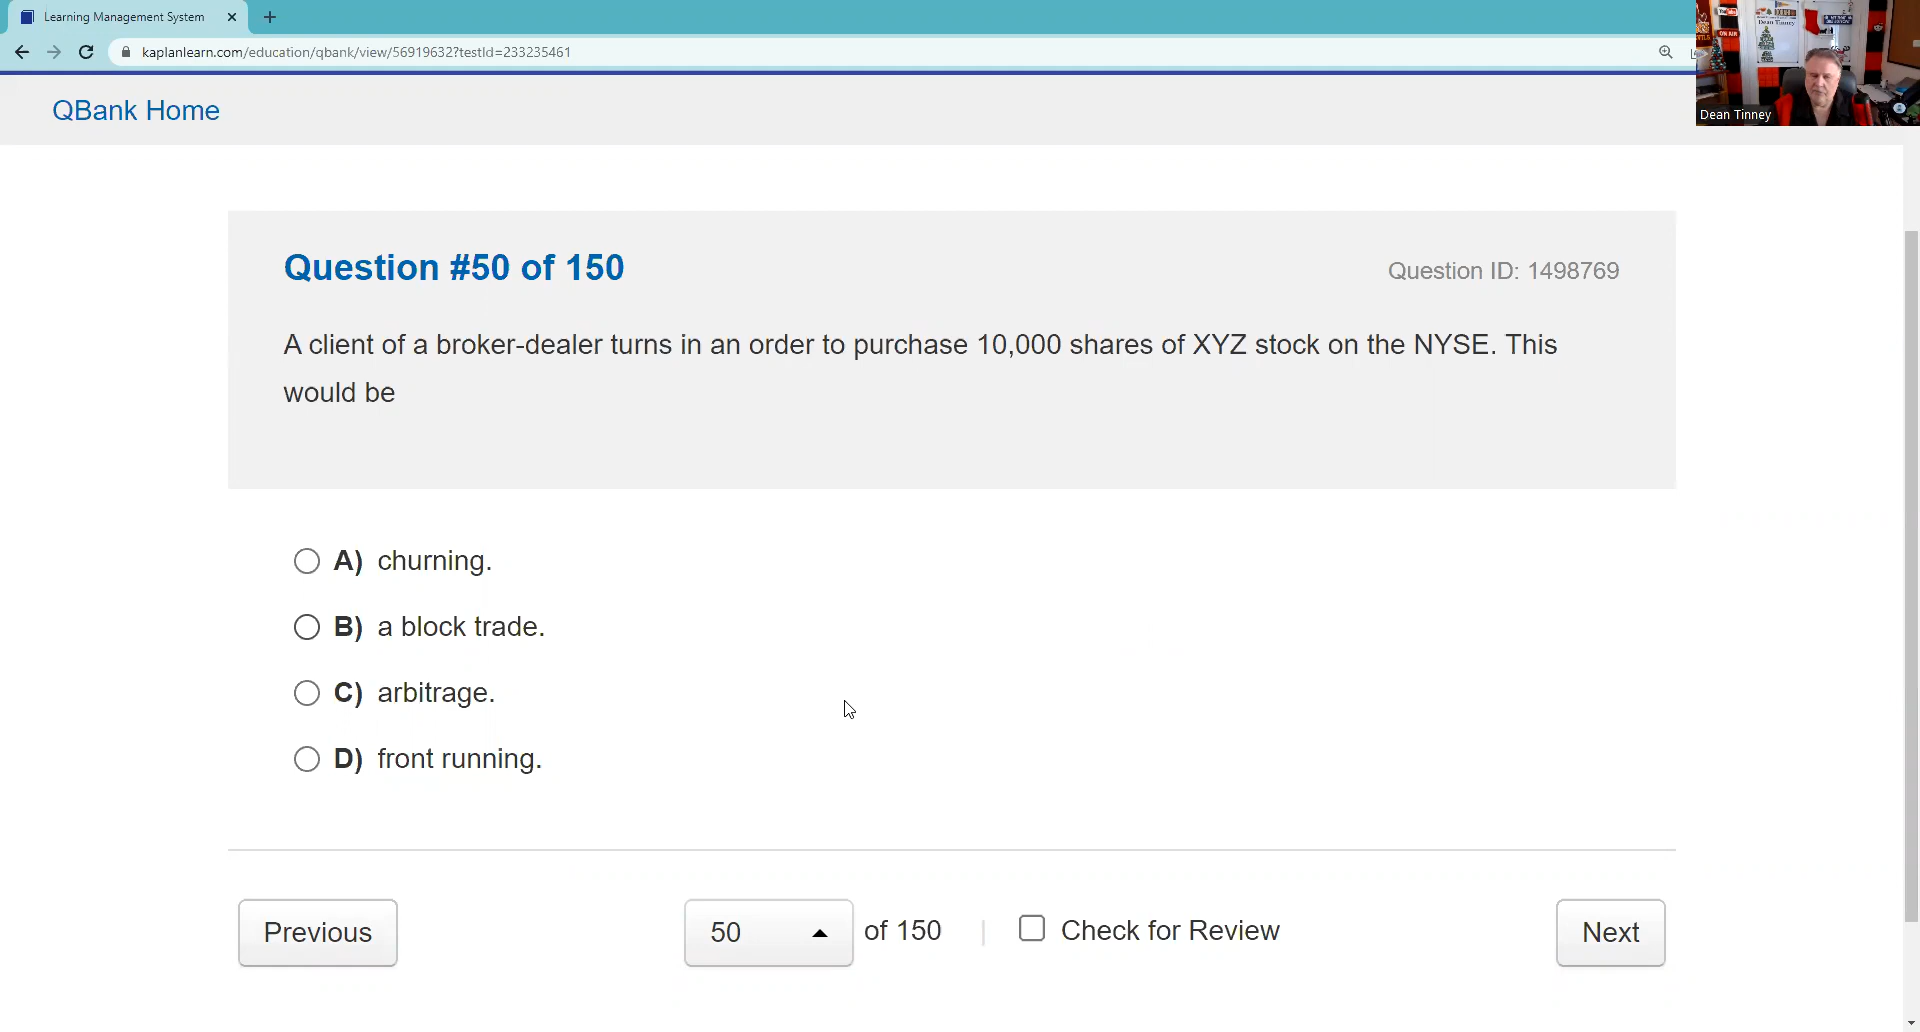 Learning Management System
kaplanlearn.com/education/qbank/view/56919632?testId=233235461
Dean Tinney
QBank Home
Question #50 of 150
Question ID: 1498769
A client of a broker-dealer turns in an order to purchase 10,000 shares of XYZ stock on the NYSE. This
would be
A) churning.
B) a block trade.
C) arbitrage.
D) front running.
Previous
50
of 150
Check for Review
Next